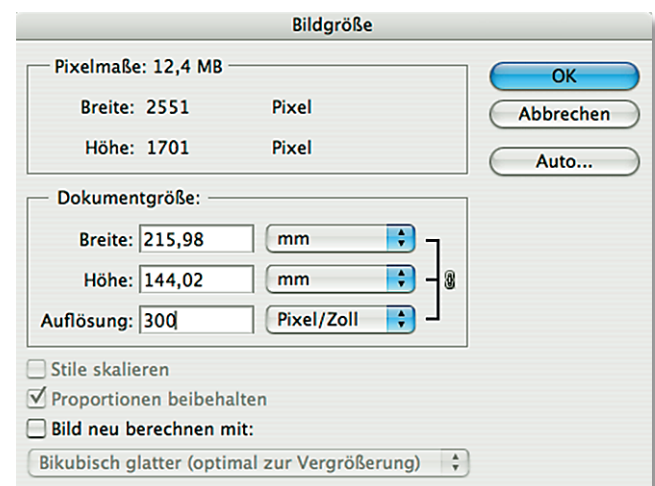 Bildgröße
Pixelmaße: 12,4 MB
Breite: 2551 Pixel
Höhe: 1701 Pixel
OK
Abbrechen
Auto...
Dokumentgröße:
Breite: 215,98 mm
Höhe: 144,02 mm
Auflösung: 300 Pixel/Zoll
Stile skalieren
Proportionen beibehalten
Bild neu berechnen mit:
Bikubisch glatter (optimal zur Vergrößerung)